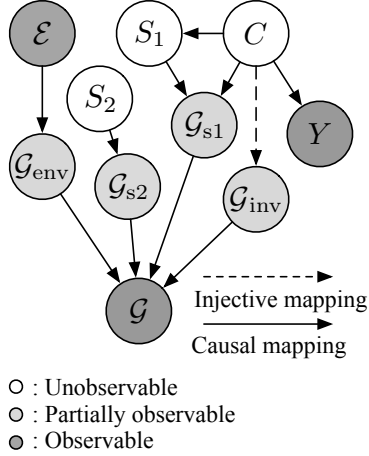 ℰ
S₁
C
S₂
𝒢ₛ₁
Y
𝒢ₑₙᵥ
𝒢ₛ₂
𝒢ᵢₙᵥ
𝒢
Injective mapping
Causal mapping
: Unobservable
: Partially observable
: Observable